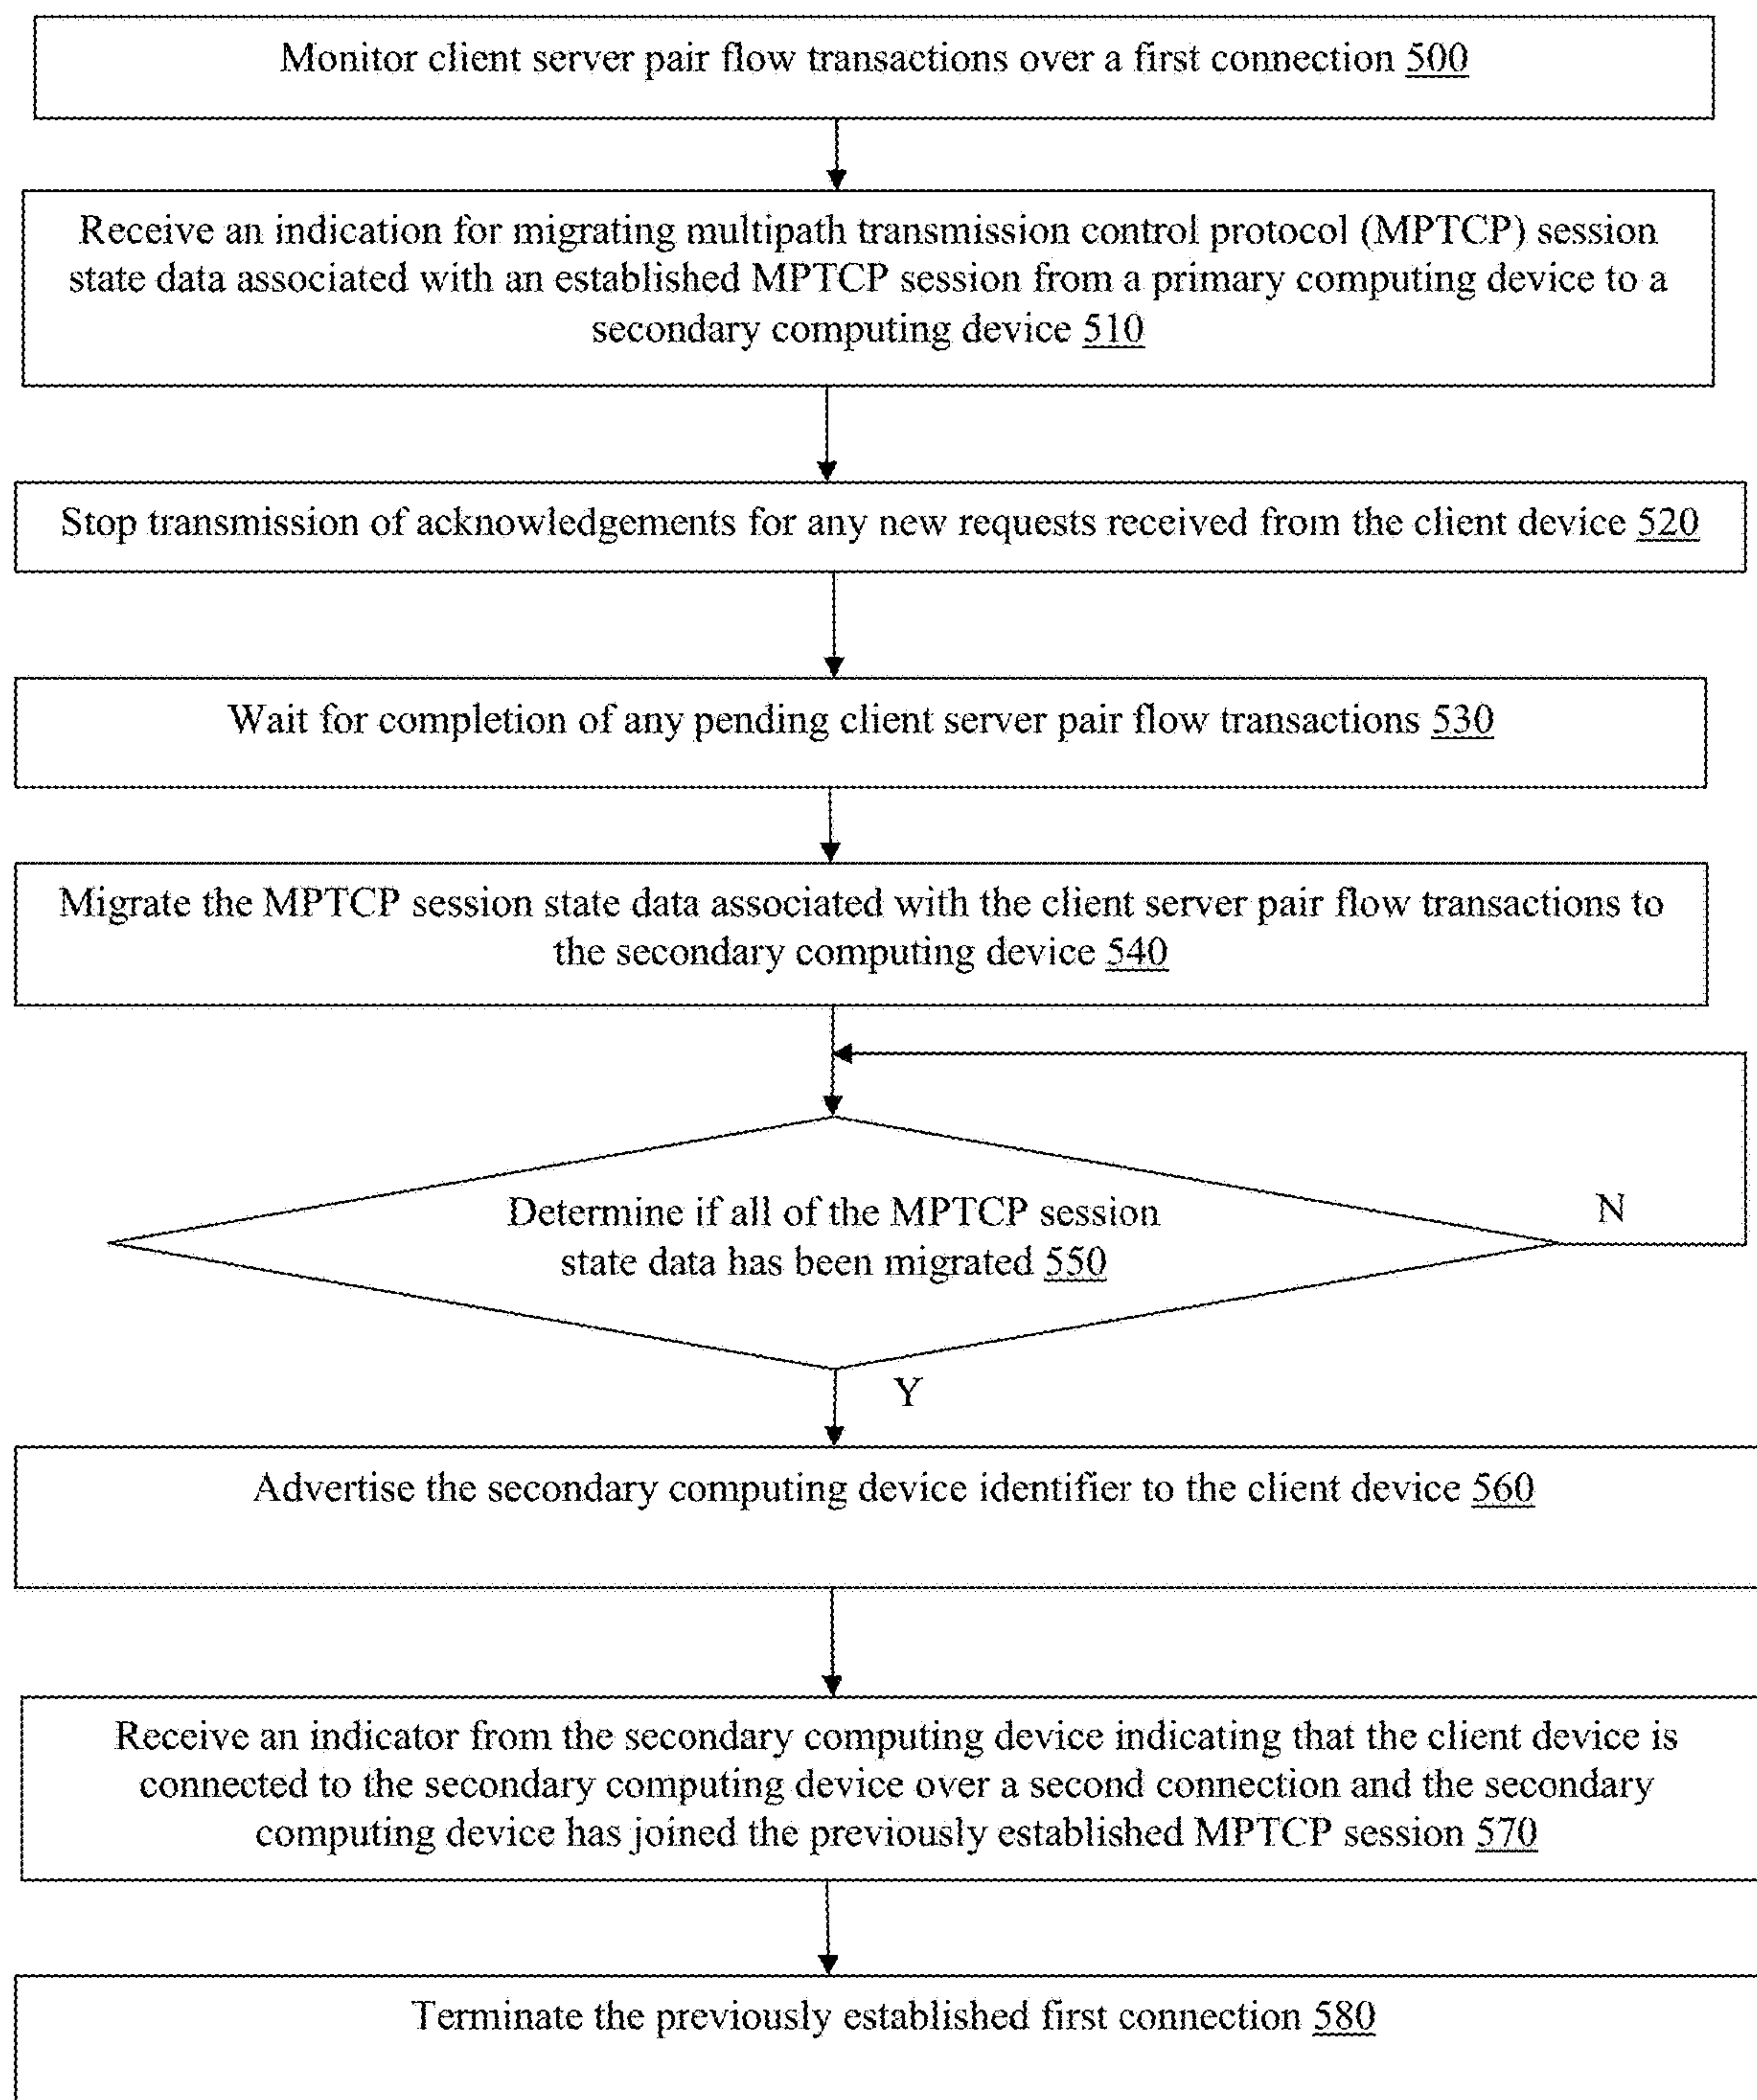 Monitor client server pair flow transactions over a first connection 500
Receive an indication for migrating multipath transmission control protocol (MPTCP) session
state data associated with an established MPTCP session from a primary computing device to a
secondary computing device 510
Stop transmission of acknowledgements for any new requests received from the client device 520
Wait for completion of any pending client server pair flow transactions 530
Migrate the MPTCP session state data associated with the client server pair flow transactions to
the secondary computing device 540
Determine if all of the MPTCP session
state data has been migrated 550
N
Y
Advertise the secondary computing device identifier to the client device 560
Receive an indicator from the secondary computing device indicating that the client device is
connected to the secondary computing device over a second connection and the secondary
computing device has joined the previously established MPTCP session 570
Terminate the previously established first connection 580